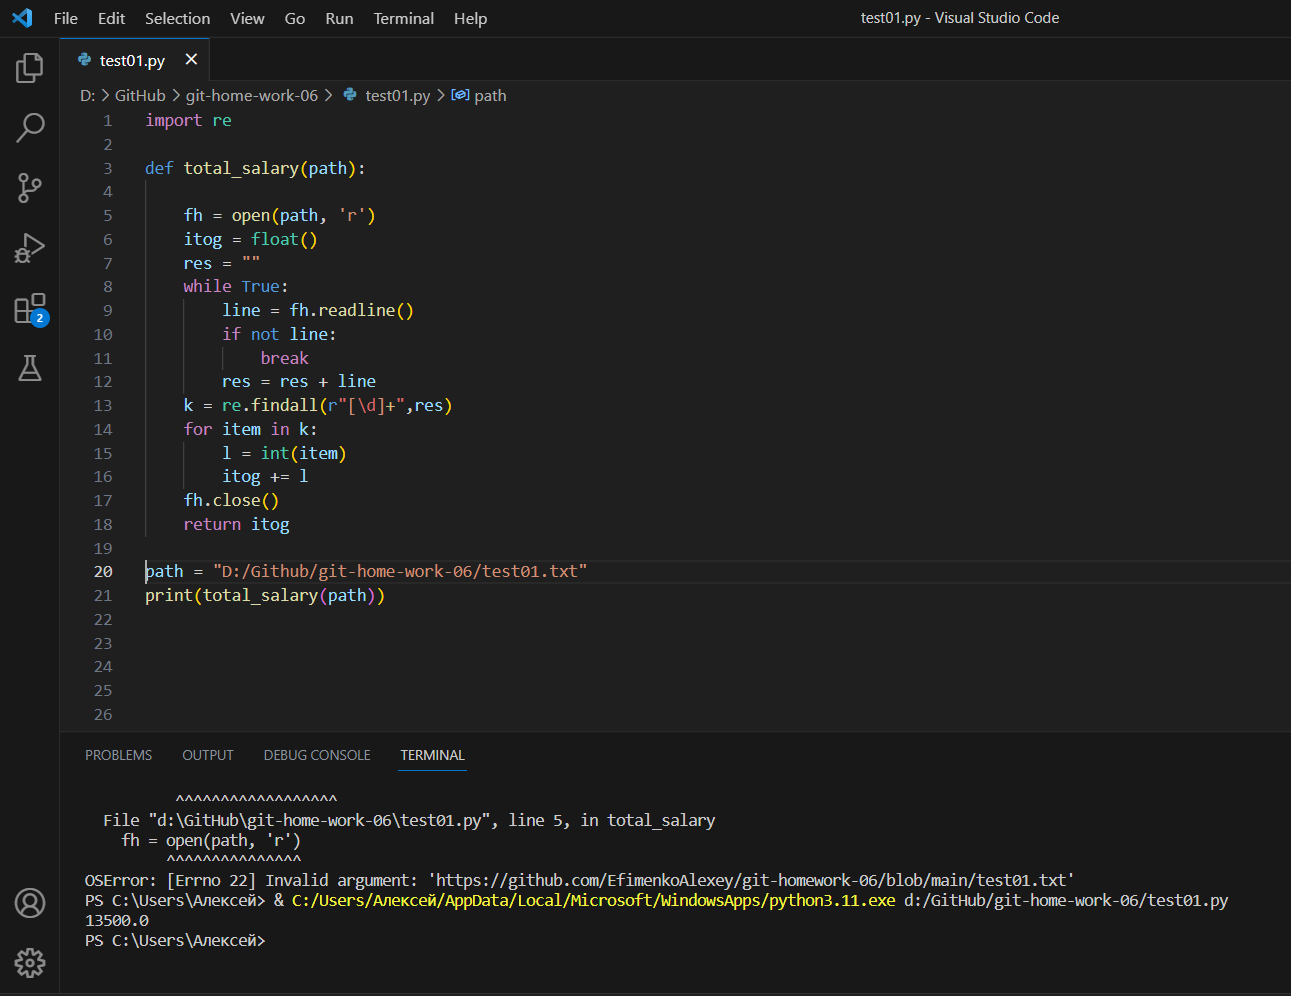 File Edit Selection View Go Run Terminal Help test01.py - Visual Studio Code
test01.py ✕
D: > GitHub > git-home-work-06 > test01.py > path
1 import re
2
3 def total_salary(path):
4
5     fh = open(path, 'r')
6     itog = float()
7     res = ""
8     while True:
9         line = fh.readline()
10         if not line:
11             break
12         res = res + line
13     k = re.findall(r"[\d]+",res)
14     for item in k:
15         l = int(item)
16         itog += l
17     fh.close()
18     return itog
19
20 path = "D:/Github/git-home-work-06/test01.txt"
21 print(total_salary(path))
22
23
24
25
26
2
PROBLEMS OUTPUT DEBUG CONSOLE TERMINAL
^^^^^^^^^^^^^^^^^^
File "d:\GitHub\git-home-work-06\test01.py", line 5, in total_salary
fh = open(path, 'r')
^^^^^^^^^^^^^^^
OSError: [Errno 22] Invalid argument: 'https://github.com/EfimenkoAlexey/git-homework-06/blob/main/test01.txt'
PS C:\Users\Алексей> & C:/Users/Алексей/AppData/Local/Microsoft/WindowsApps/python3.11.exe d:/GitHub/git-home-work-06/test01.py
13500.0
PS C:\Users\Алексей>